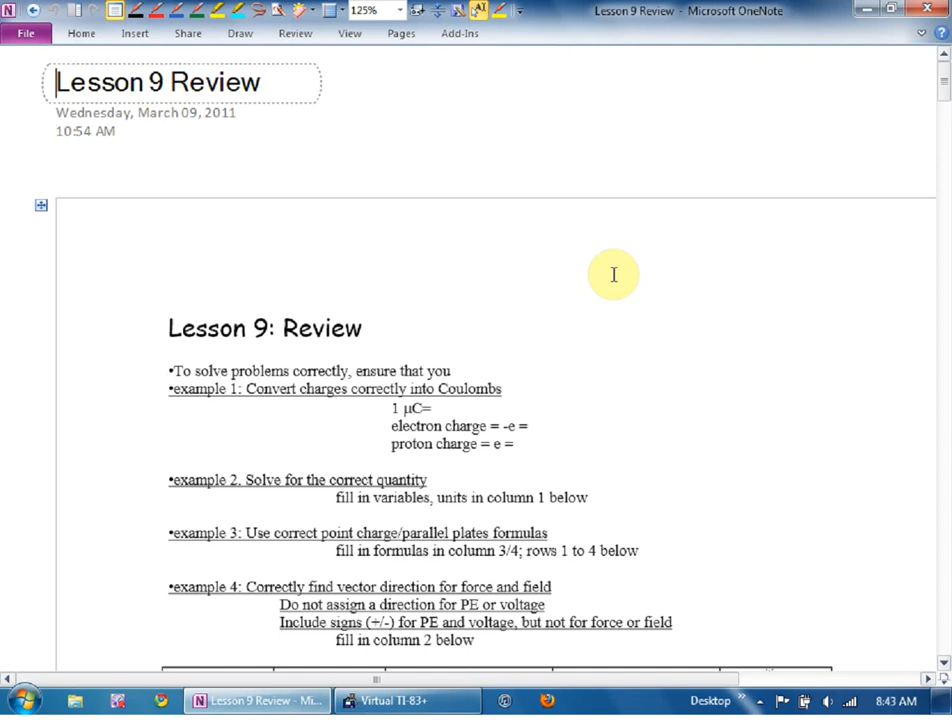 125%
Lesson 9 Review - Microsoft OneNote
File Home Insert Share Draw Review View Pages Add-Ins
Lesson 9 Review
Wednesday, March 09, 2011
10:54 AM
Lesson 9: Review
•To solve problems correctly, ensure that you
•example 1: Convert charges correctly into Coulombs
1 μC=
electron charge = -e =
proton charge = e =
•example 2. Solve for the correct quantity
fill in variables, units in column 1 below
•example 3: Use correct point charge/parallel plates formulas
fill in formulas in column 3/4; rows 1 to 4 below
•example 4: Correctly find vector direction for force and field
Do not assign a direction for PE or voltage
Include signs (+/-) for PE and voltage, but not for force or field
fill in column 2 below
Lesson 9 Review - Mi... Virtual TI-83+ Desktop 8:43 AM